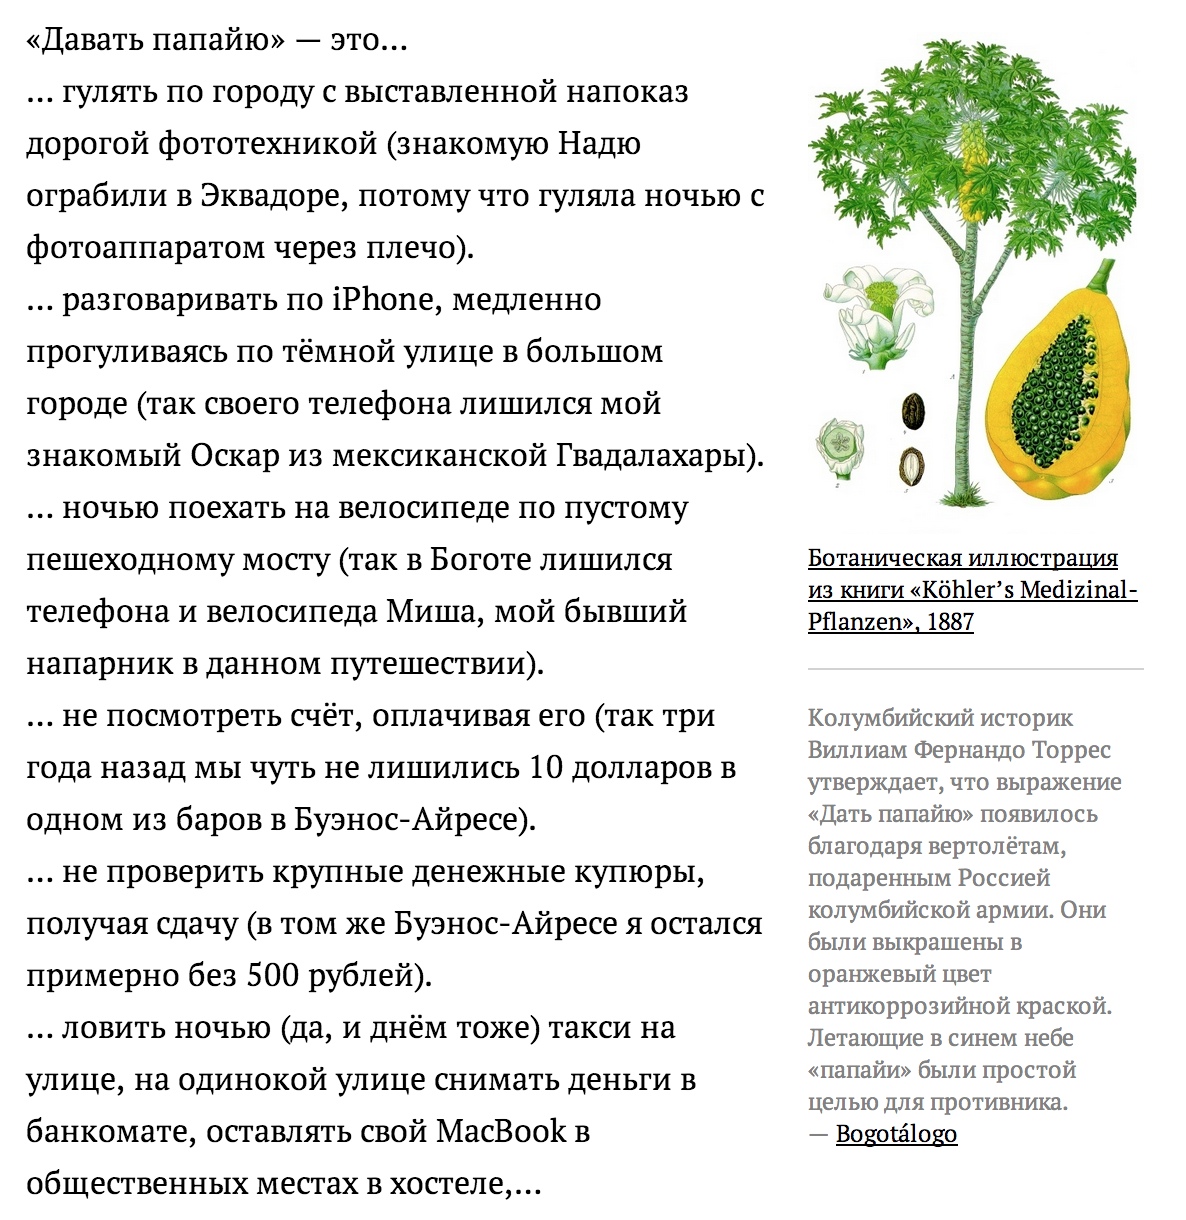 «Давать папайю» — это...
... гулять по городу с выставленной напоказ
дорогой фототехникой (знакомую Надю
ограбили в Эквадоре, потому что гуляла ночью с
фотоаппаратом через плечо).
... разговаривать по iPhone, медленно
прогуливаясь по тёмной улице в большом
городе (так своего телефона лишился мой
знакомый Оскар из мексиканской Гвадалахары).
... ночью поехать на велосипеде по пустому
пешеходному мосту (так в Боготе лишился
телефона и велосипеда Миша, мой бывший
напарник в данном путешествии).
... не посмотреть счёт, оплачивая его (так три
года назад мы чуть не лишились 10 долларов в
одном из баров в Буэнос-Айресе).
... не проверить крупные денежные купюры,
получая сдачу (в том же Буэнос-Айресе я остался
примерно без 500 рублей).
... ловить ночью (да, и днём тоже) такси на
улице, на одинокой улице снимать деньги в
банкомате, оставлять свой MacBook в
общественных местах в хостеле,...
Ботаническая иллюстрация
из книги «Köhler’s Medizinal-
Pflanzen», 1887
Колумбийский историк
Виллиам Фернандо Торрес
утверждает, что выражение
«Дать папайю» появилось
благодаря вертолётам,
подаренным Россией
колумбийской армии. Они
были выкрашены в
оранжевый цвет
антикоррозийной краской.
Летающие в синем небе
«папайи» были простой
целью для противника.
— Bogotálogo